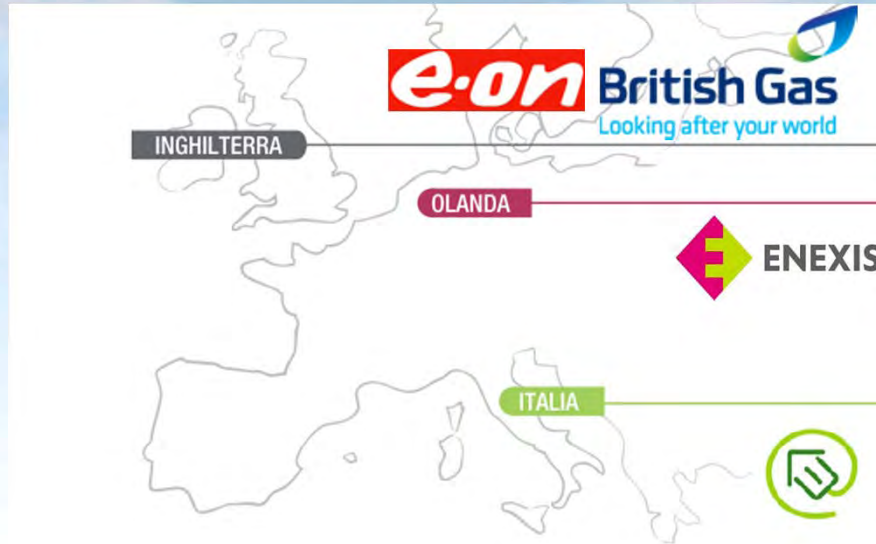 e·on
British Gas
Looking after your world
INGHILTERRA
OLANDA
ENEXIS
ITALIA